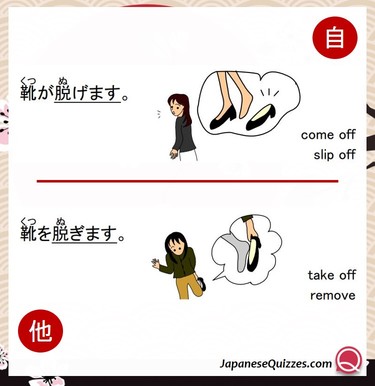 自
くつ ぬ
靴が脱げます。
come off
slip off
くつ ぬ
靴を脱ぎます。
take off
remove
他
JapaneseQuizzes.com